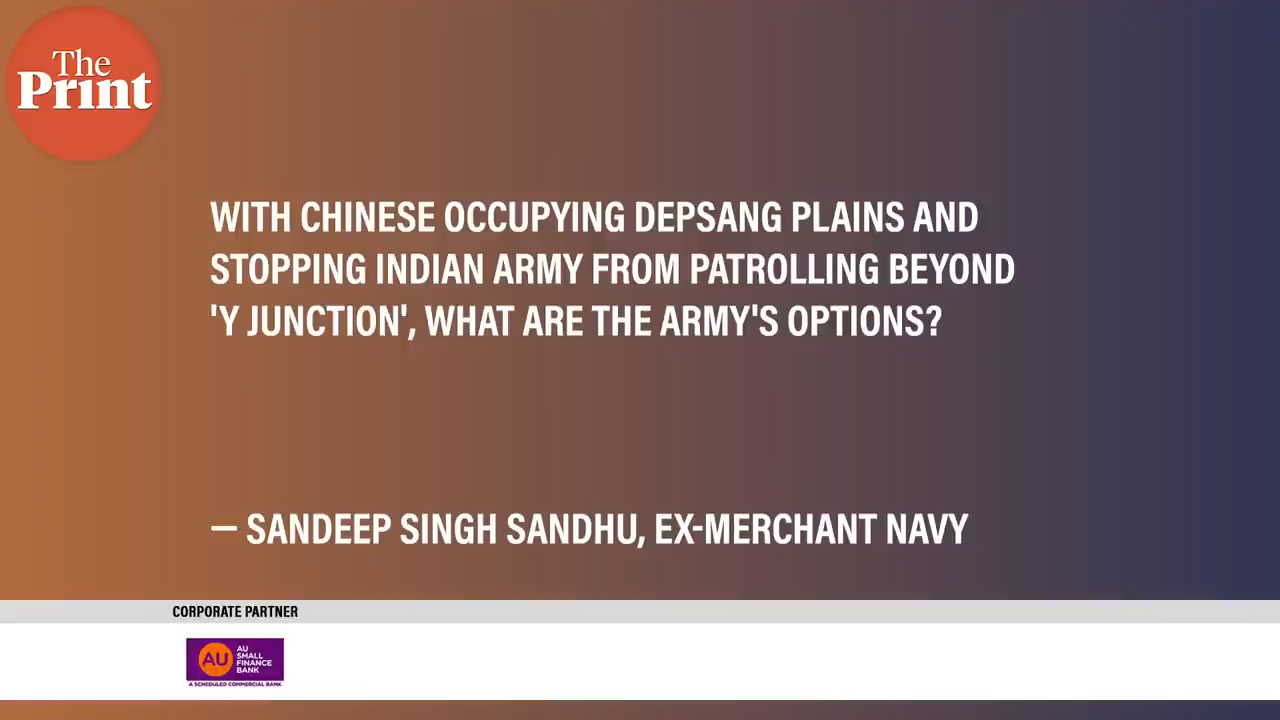 The
Print
WITH CHINESE OCCUPYING DEPSANG PLAINS AND
STOPPING INDIAN ARMY FROM PATROLLING BEYOND
'Y JUNCTION', WHAT ARE THE ARMY'S OPTIONS?
– SANDEEP SINGH SANDHU, EX-MERCHANT NAVY
CORPORATE PARTNER
AU
AU
SMALL
FINANCE
BANK
A SCHEDULED COMMERCIAL BANK